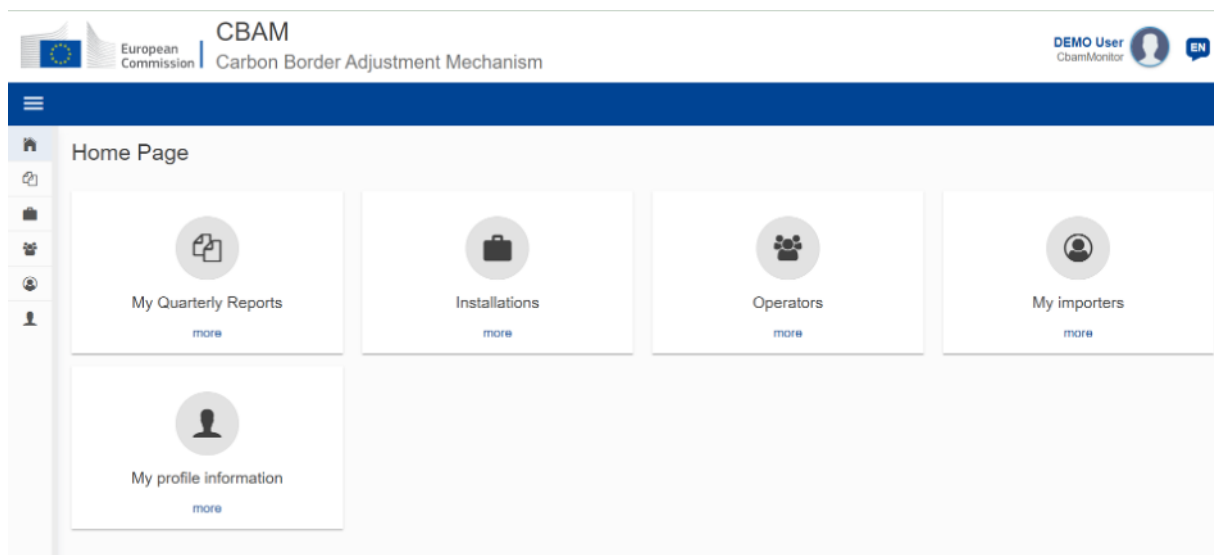 European
Commission
CBAM
Carbon Border Adjustment Mechanism
DEMO User
CbamMonitor
EN
Home Page
My Quarterly Reports
more
Installations
more
Operators
more
My importers
more
My profile information
more